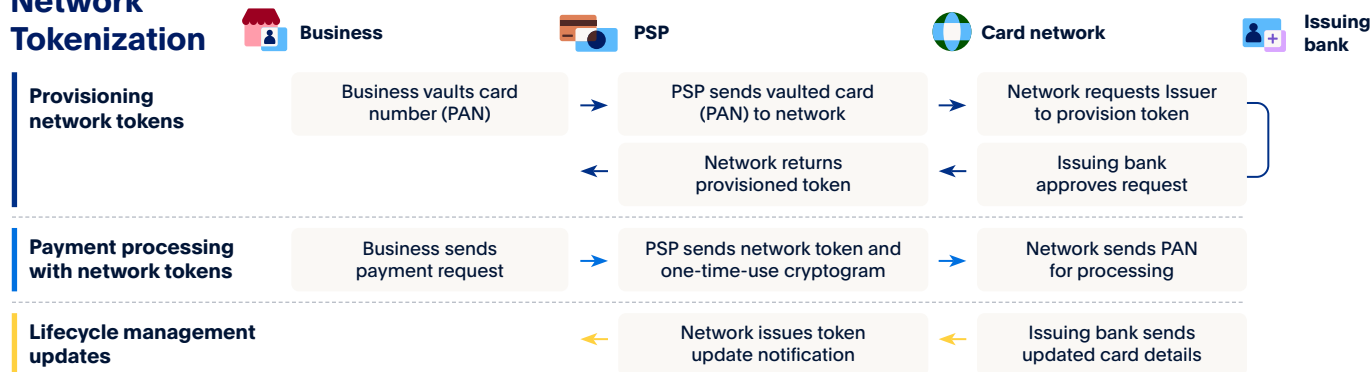 Network
Tokenization
Business
PSP
Card network
Issuing
bank
Provisioning
network tokens
Business vaults card
number (PAN)
PSP sends vaulted card
(PAN) to network
Network requests Issuer
to provision token
Network returns
provisioned token
Issuing bank
approves request
Payment processing
with network tokens
Business sends
payment request
PSP sends network token and
one-time-use cryptogram
Network sends PAN
for processing
Lifecycle management
updates
Network issues token
update notification
Issuing bank sends
updated card details